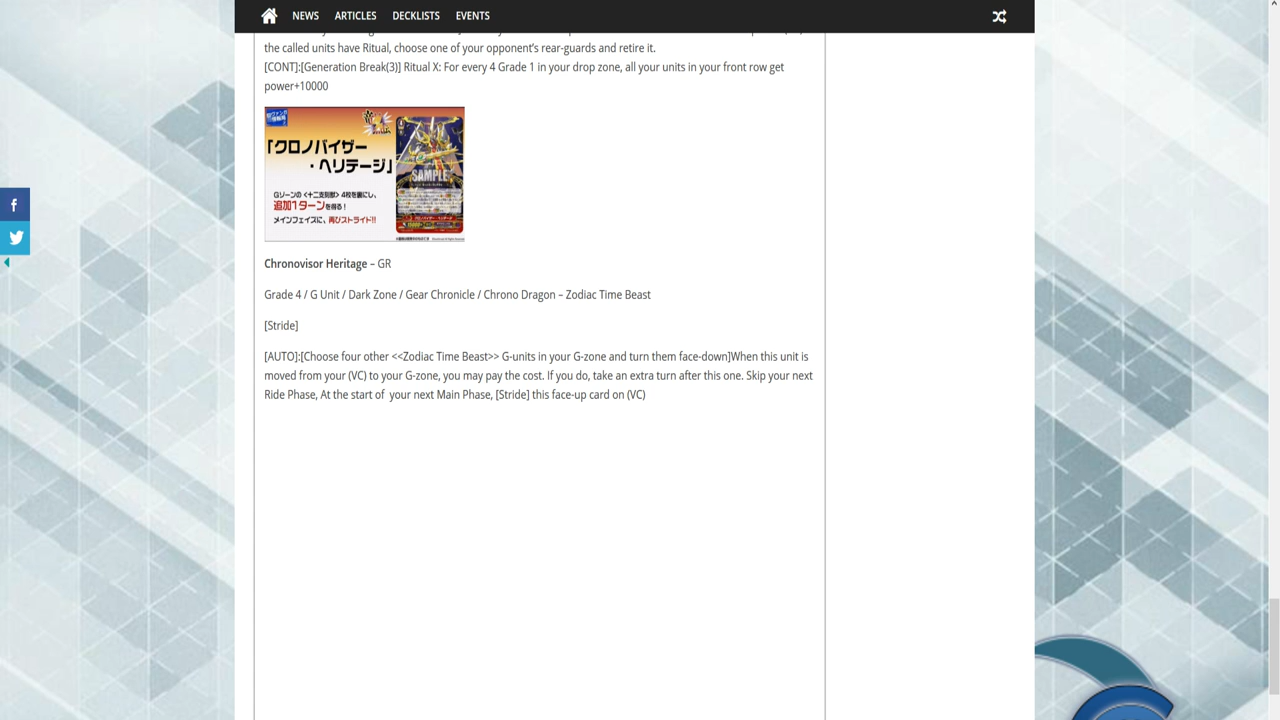 NEWS ARTICLES DECKLISTS EVENTS
the called units have Ritual, choose one of your opponent's rear-guards and retire it.
[CONT]:[Generation Break(3)] Ritual X: For every 4 Grade 1 in your drop zone, all your units in your front row get
power+10000
「クロノバイザー
・ヘリテージ」
SAMPLE
Gゾーンの《十二支刻獣》4枚を裏にし、
追加1ターンを得る!
メインフェイズに、再びストライド!!
Chronovisor Heritage – GR
Grade 4 / G Unit / Dark Zone / Gear Chronicle / Chrono Dragon – Zodiac Time Beast
[Stride]
[AUTO]:[Choose four other <<Zodiac Time Beast>> G-units in your G-zone and turn them face-down]When this unit is
moved from your (VC) to your G-zone, you may pay the cost. If you do, take an extra turn after this one. Skip your next
Ride Phase, At the start of your next Main Phase, [Stride] this face-up card on (VC)